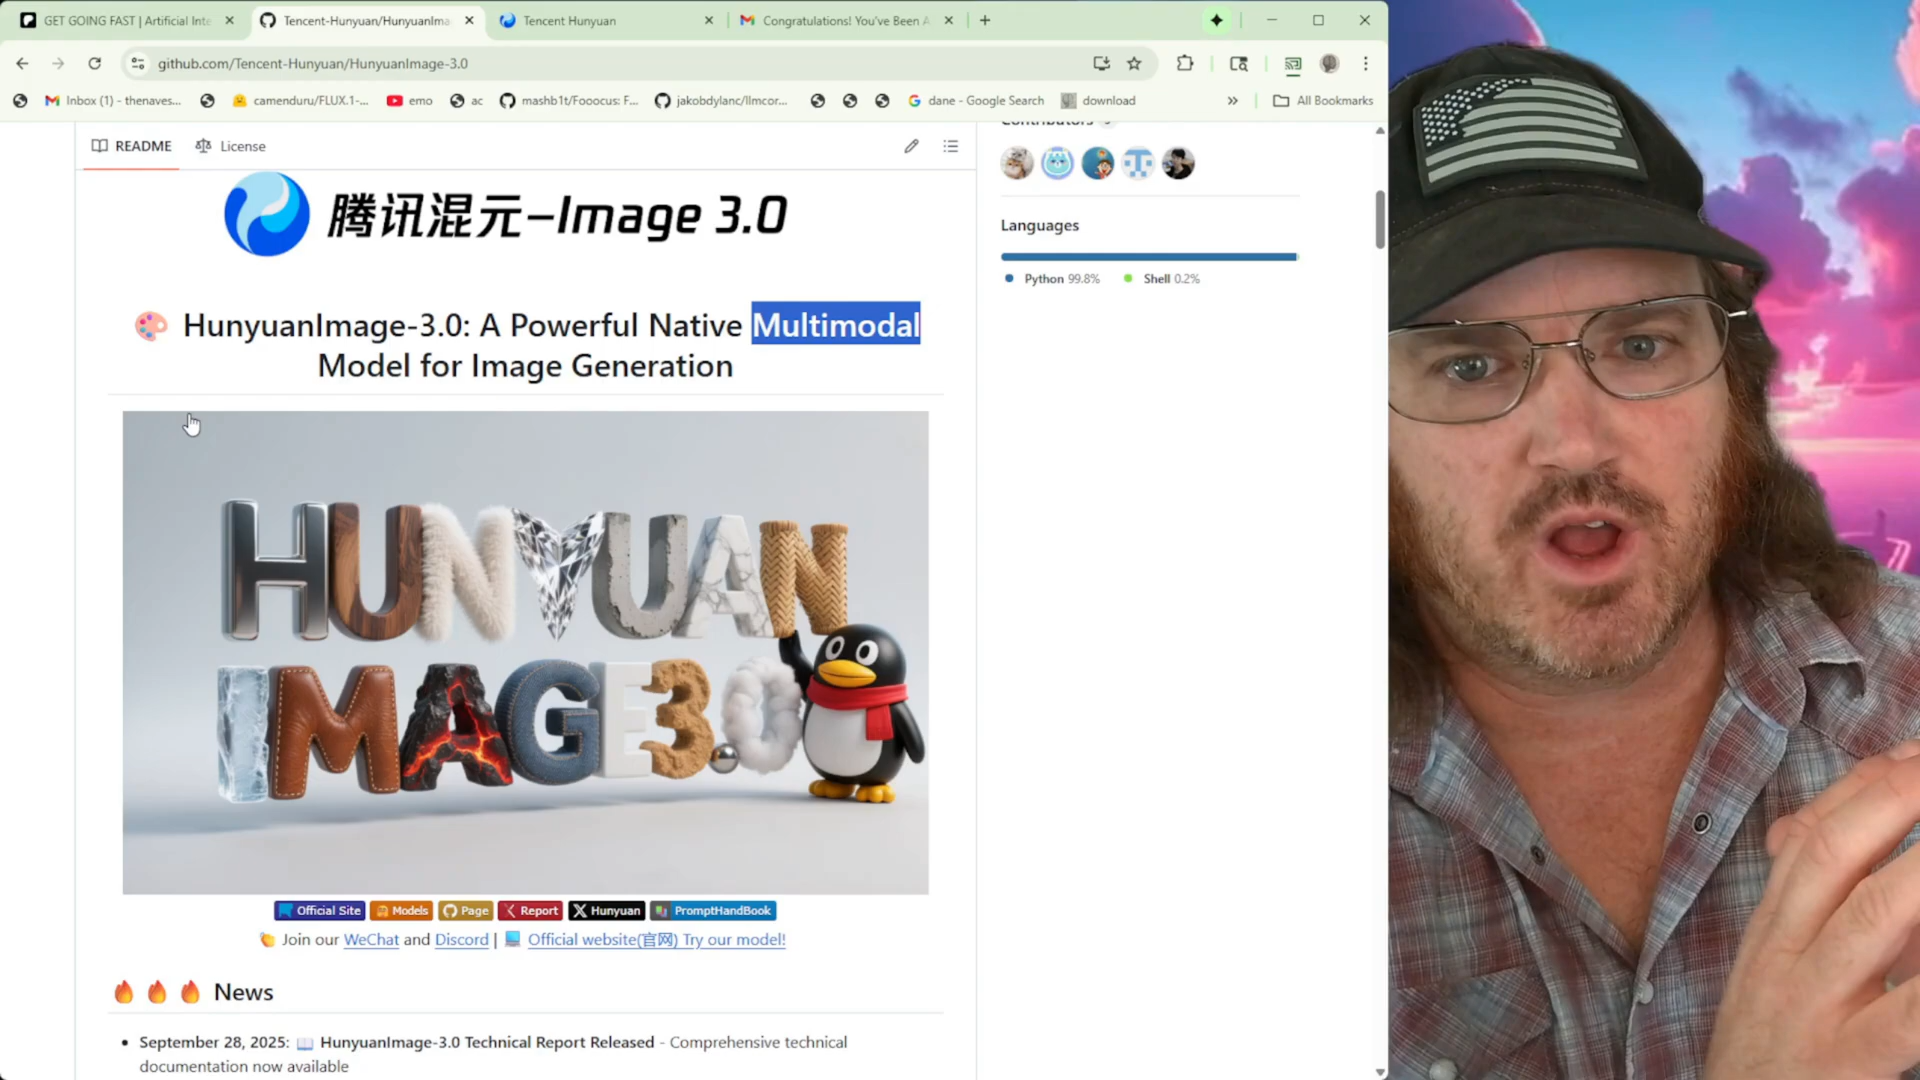 GET GOING FAST | Artificial Inte
Tencent-Hunyuan/HunyuanIma
Tencent Hunyuan
Congratulations! You've Been A
github.com/Tencent-Hunyuan/HunyuanImage-3.0
Inbox (1) - thenaves...
camenduru/FLUX.1-...
emo
ac
mashb1t/Fooocus: F...
jakobdylanc/llmcor...
dane - Google Search
download
»
All Bookmarks
README
License
腾讯混元-Image 3.0
HunyuanImage-3.0: A Powerful Native Multimodal
Model for Image Generation
HUNYUAN
IMAGE3.0
Official Site
Models
Page
Report
Hunyuan
PromptHandBook
Join our WeChat and Discord | Official website(官网) Try our model!
News
• September 28, 2025: HunyuanImage-3.0 Technical Report Released - Comprehensive technical
documentation now available
Contributors
Languages
Python 99.8%
Shell 0.2%